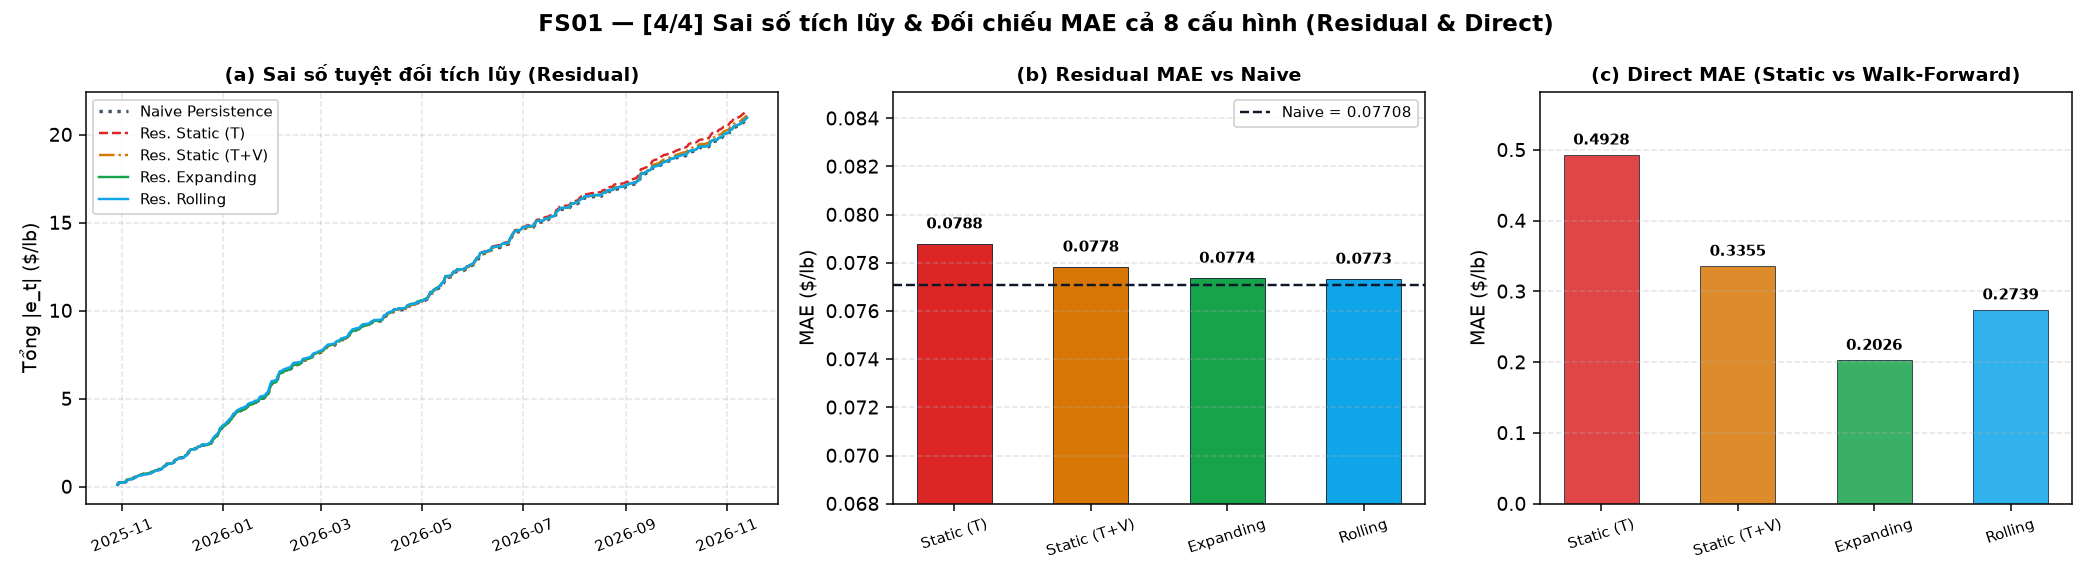 FS01 — [4/4] Sai số tích lũy & Đối chiếu MAE cả 8 cấu hình (Residual & Direct)
(a) Sai số tuyệt đối tích lũy (Residual)
Tổng |e_t| ($/lb)
20
15
10
5
0
Naive Persistence
Res. Static (T)
Res. Static (T+V)
Res. Expanding
Res. Rolling
2025-11
2026-01
2026-03
2026-05
2026-07
2026-09
2026-11
(b) Residual MAE vs Naive
MAE ($/lb)
0.084
0.082
0.080
0.078
0.076
0.074
0.072
0.070
0.068
Naive = 0.07708
0.0788
0.0778
0.0774
0.0773
Static (T)
Static (T+V)
Expanding
Rolling
(c) Direct MAE (Static vs Walk-Forward)
MAE ($/lb)
0.5
0.4
0.3
0.2
0.1
0.0
0.4928
0.3355
0.2026
0.2739
Static (T)
Static (T+V)
Expanding
Rolling